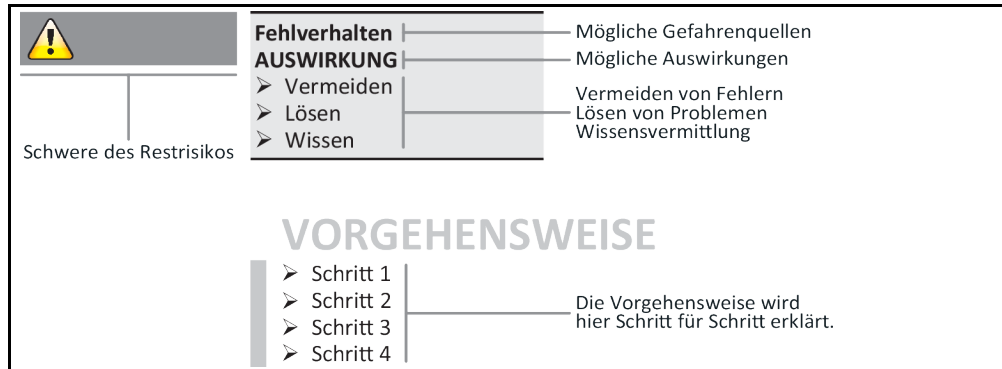 Fehlverhalten
Mögliche Gefahrenquellen
AUSWIRKUNG
Mögliche Auswirkungen
➢ Vermeiden
➢ Lösen
➢ Wissen
Vermeiden von Fehlern
Lösen von Problemen
Wissensvermittlung
Schwere des Restrisikos
VORGEHENSWEISE
➢ Schritt 1
➢ Schritt 2
➢ Schritt 3
➢ Schritt 4
Die Vorgehensweise wird
hier Schritt für Schritt erklärt.